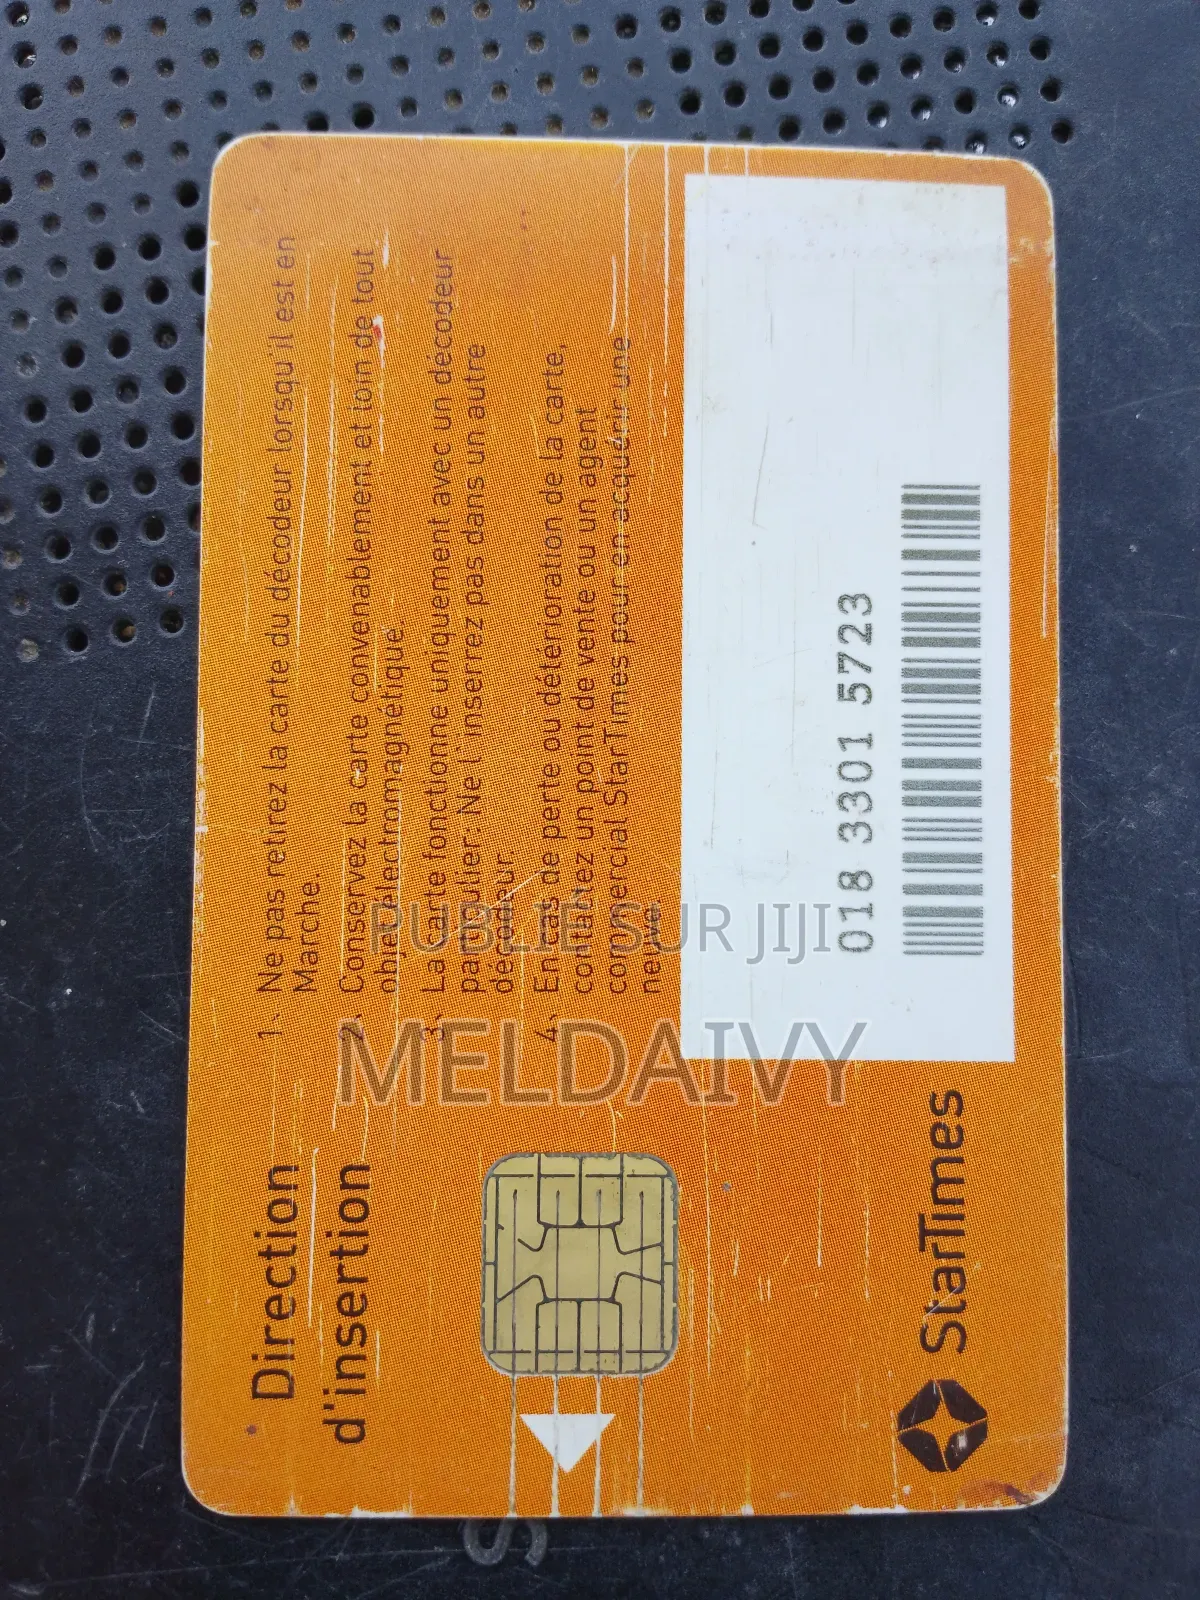 Direction
d'insertion
1、Ne pas retirez la carte du décodeur lorsqu'il est en
Marche.
2、Conservez la carte convenablement et loin de tout
objet électromagnétique.
3、La carte fonctionne uniquement avec un décodeur
particulier: Ne l'inserrez pas dans un autre
décodeur.
4、En cas de perte ou détérioration de la carte,
contactez un point de vente ou un agent
commercial StarTimes pour en acquérir une
neuve.
018 3301 5723
StarTimes
PUBLIÉ SUR JIJI
MELDAIVY
S